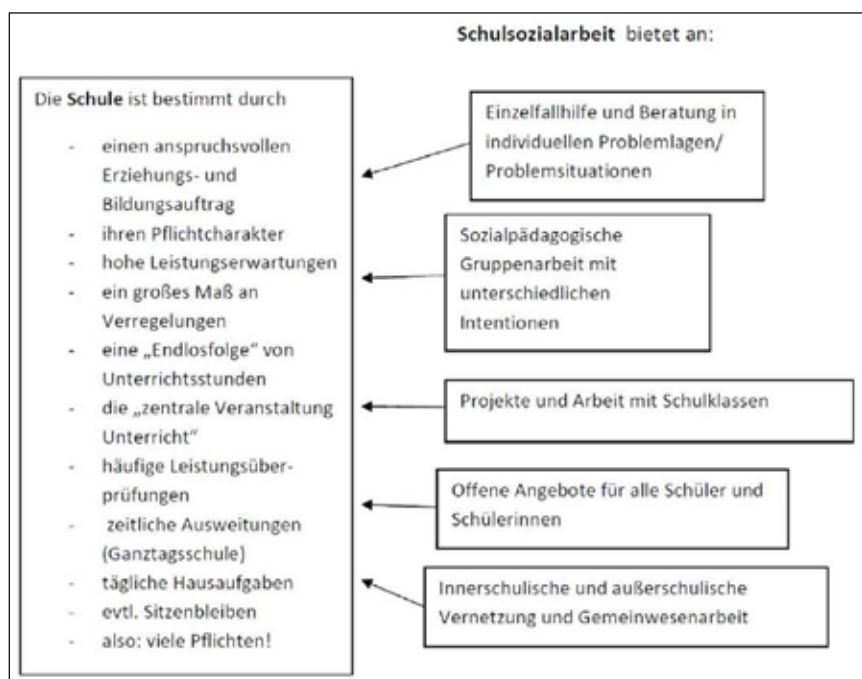 Schulsozialarbeit bietet an:
Die Schule ist bestimmt durch
- einen anspruchsvollen
Erziehungs- und
Bildungsauftrag
- ihren Pflichtcharakter
- hohe Leistungserwartungen
- ein großes Maß an
Verregelungen
- eine „Endlosfolge“ von
Unterrichtsstunden
- die „zentrale Veranstaltung
Unterricht“
- häufige Leistungsüber-
prüfungen
- zeitliche Ausweitungen
(Ganztagsschule)
- tägliche Hausaufgaben
- evtl. Sitzenbleiben
- also: viele Pflichten!
Einzelfallhilfe und Beratung in
individuellen Problemlagen/
Problemsituationen
Sozialpädagogische
Gruppenarbeit mit
unterschiedlichen
Intentionen
Projekte und Arbeit mit Schulklassen
Offene Angebote für alle Schüler und
Schülerinnen
Innerschulische und außerschulische
Vernetzung und Gemeinwesenarbeit